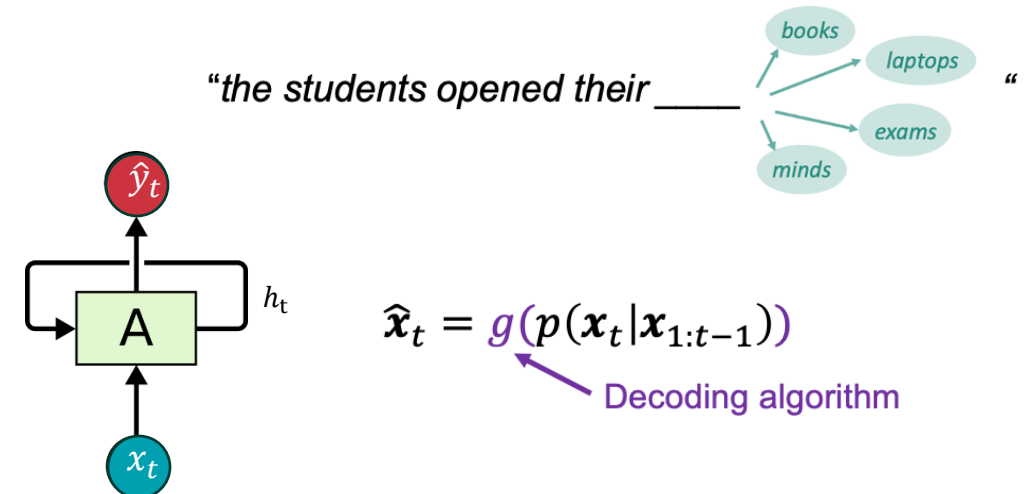 books
“the students opened their ____ “
laptops
exams
minds
ŷₜ
hₜ
A
x̂ₜ = g(p(xₜ|x₁:ₜ₋₁))
Decoding algorithm
xₜ